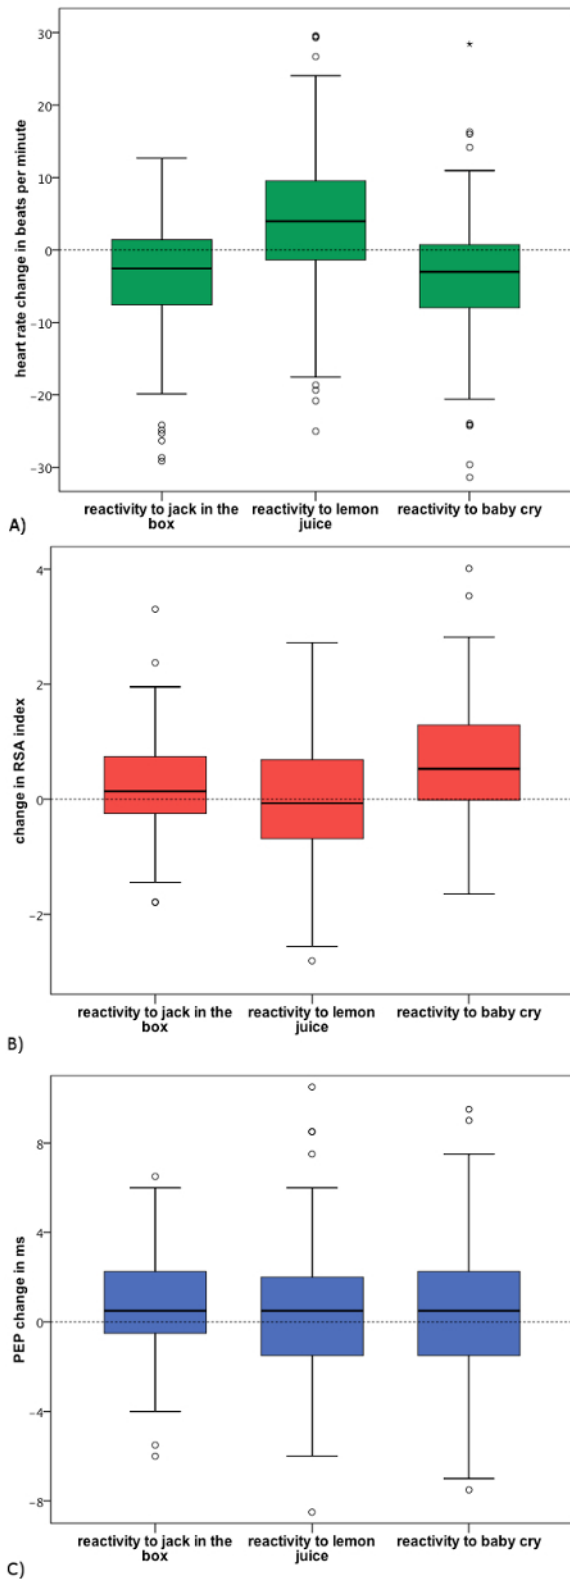 30
20
10
0
-10
-20
-30
heart rate change in beats per minute
reactivity to jack in the box
reactivity to lemon juice
reactivity to baby cry
A)
4
2
0
-2
change in RSA index
reactivity to jack in the box
reactivity to lemon juice
reactivity to baby cry
B)
8
4
0
-4
-8
PEP change in ms
reactivity to jack in the box
reactivity to lemon juice
reactivity to baby cry
C)